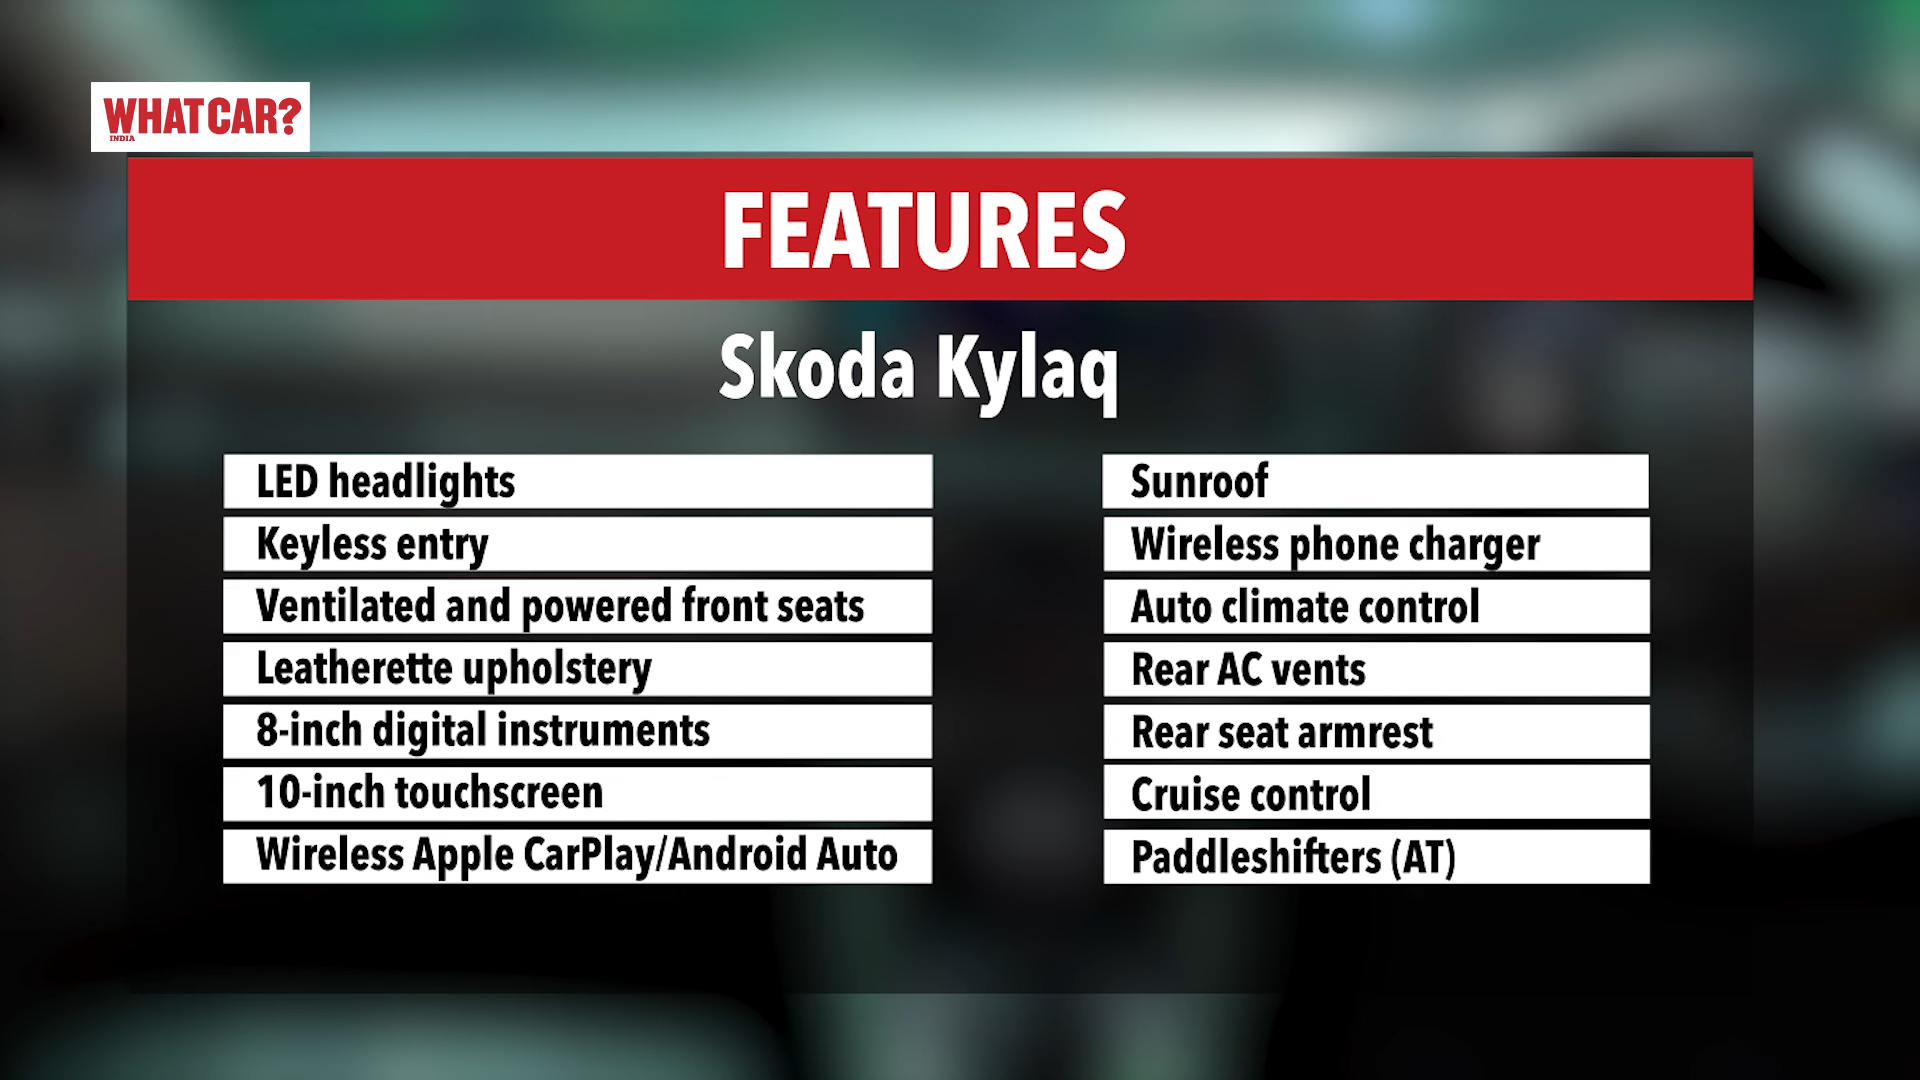 WHAT CAR?
INDIA
FEATURES
Skoda Kylaq
LED headlights
Keyless entry
Ventilated and powered front seats
Leatherette upholstery
8-inch digital instruments
10-inch touchscreen
Wireless Apple CarPlay/Android Auto
Sunroof
Wireless phone charger
Auto climate control
Rear AC vents
Rear seat armrest
Cruise control
Paddleshifters (AT)